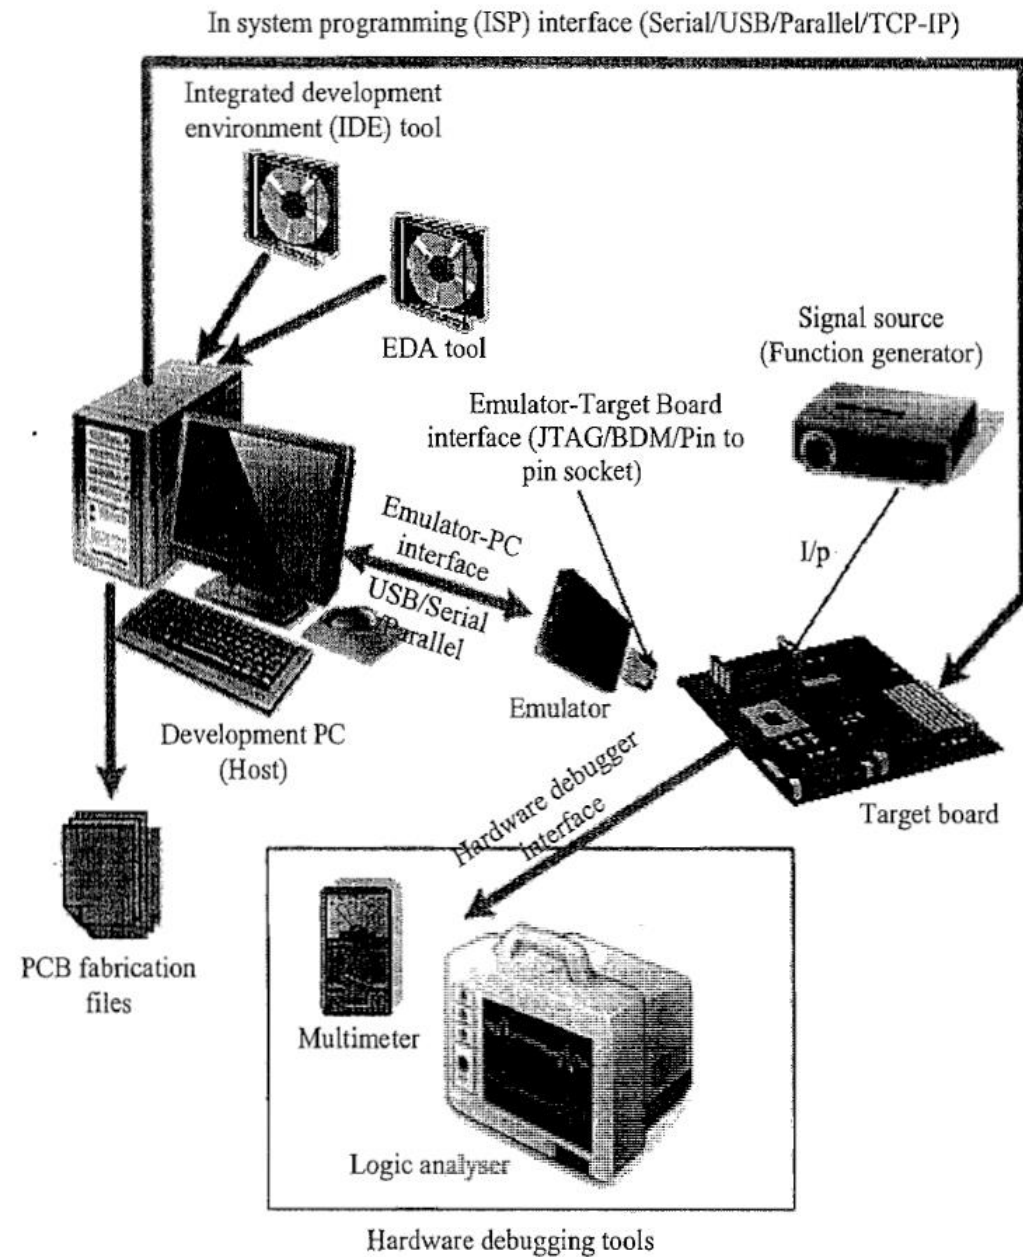 In system programming (ISP) interface (Serial/USB/Parallel/TCP-IP)
Integrated development
environment (IDE) tool
EDA tool
Signal source
(Function generator)
Emulator-Target Board
interface (JTAG/BDM/Pin to
pin socket)
I/p
Emulator-PC
interface
USB/Serial
/Parallel
Emulator
Development PC
(Host)
Target board
Hardware debugger
interface
PCB fabrication
files
Multimeter
Logic analyser
Hardware debugging tools